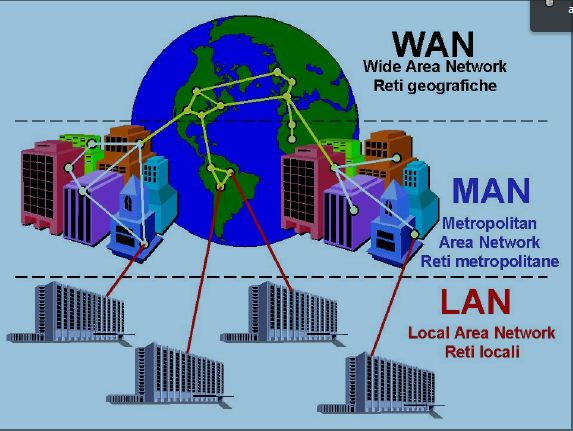 WAN
Wide Area Network
Reti geografiche
MAN
Metropolitan
Area Network
Reti metropolitane
LAN
Local Area Network
Reti locali